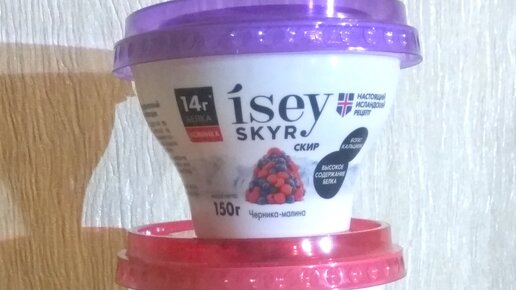 14г
БЕЛКА
НОВИНКА
ísey
SKYR
СКИР
НАСТОЯЩИЙ
ИСЛАНДСКИЙ
РЕЦЕПТ
БОГАТ
КАЛЬЦИЕМ
ВЫСОКОЕ
СОДЕРЖАНИЕ
БЕЛКА
150г
Черника-малина